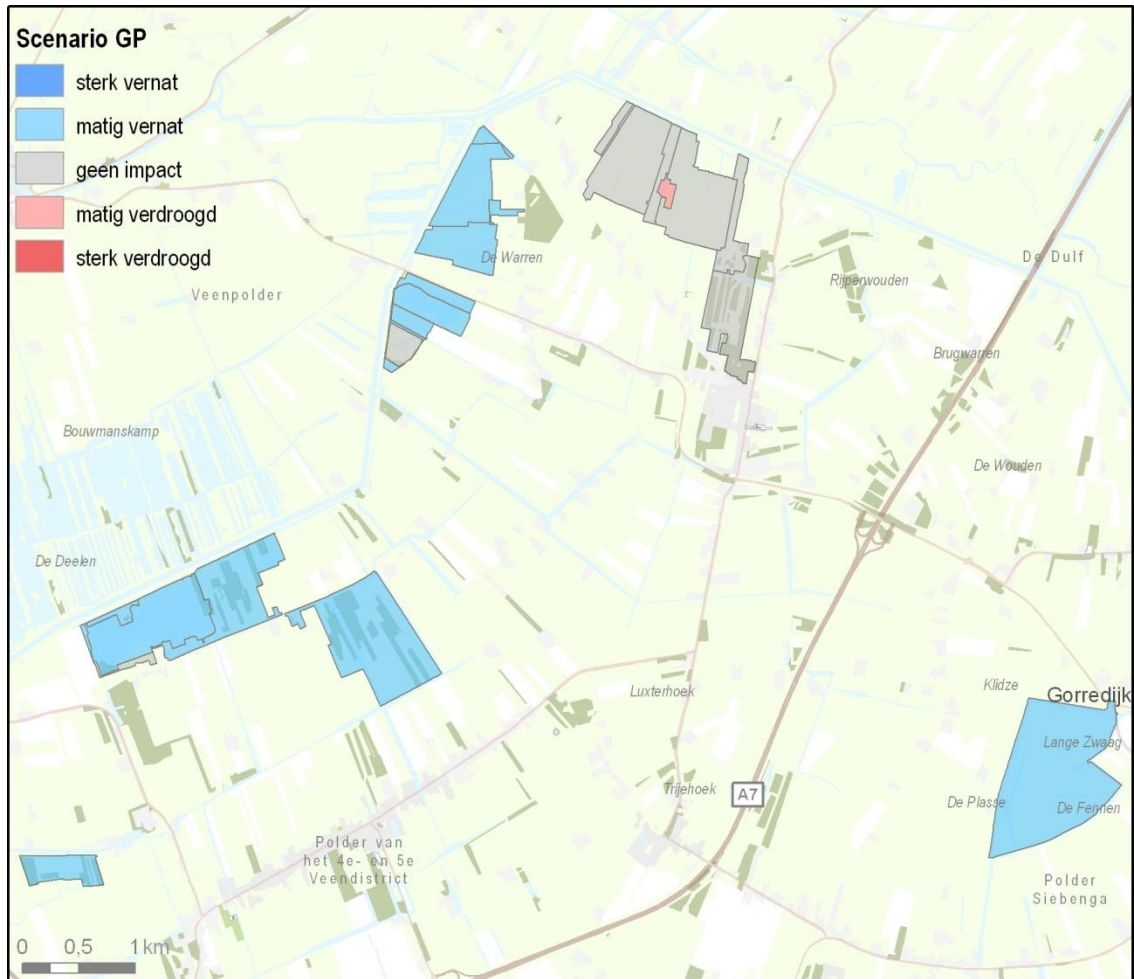 Scenario GP
sterk vernat
matig vernat
geen impact
matig verdroogd
sterk verdroogd
De Warren
De Dulf
Rijperwouden
Veenpolder
Brugwarren
Bouwmanskamp
De Wouden
De Deelen
Klidze
Luxterhoek
Gorredijk
Lange Zwaag
Trijehoek
A7
De Plasse
De Fennen
Polder van
het 4e- en 5e
Veendistrict
Polder
Siebenga
0 0,5 1 km